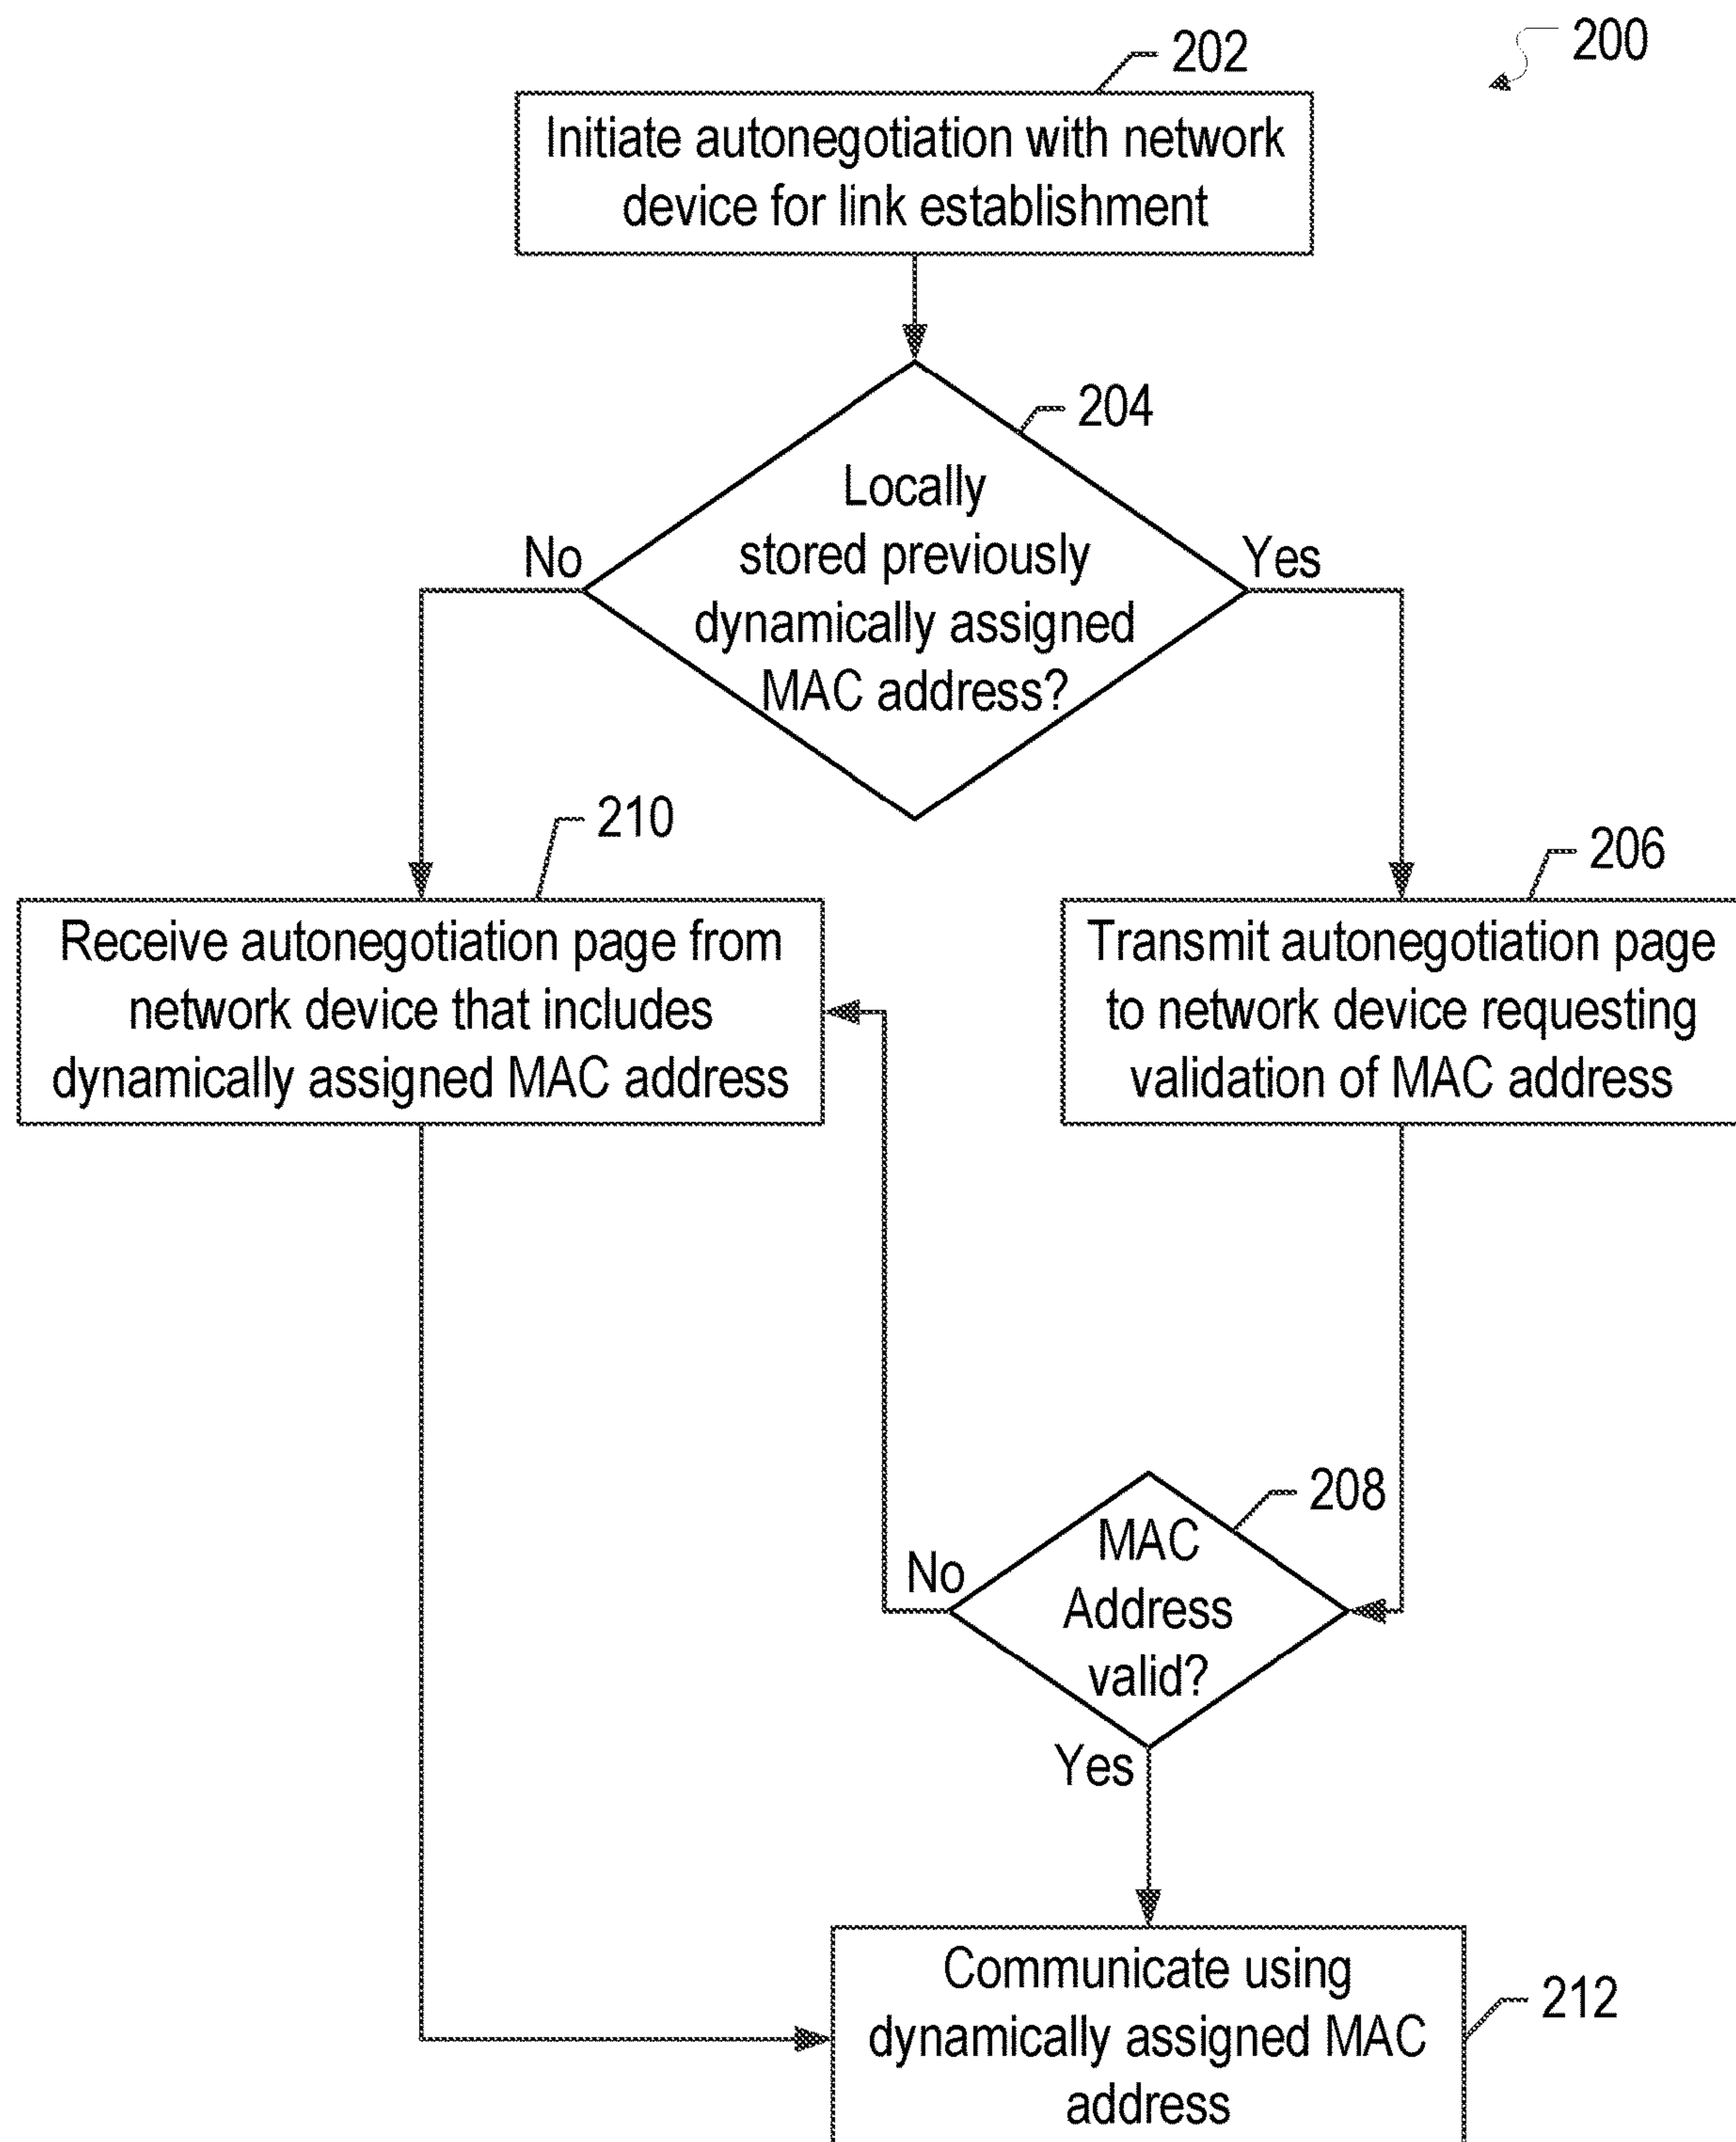 200
202
Initiate autonegotiation with network
device for link establishment
204
Locally
stored previously
dynamically assigned
MAC address?
No
Yes
210
Receive autonegotiation page from
network device that includes
dynamically assigned MAC address
206
Transmit autonegotiation page
to network device requesting
validation of MAC address
208
MAC
Address
valid?
No
Yes
Communicate using
dynamically assigned MAC
address
212